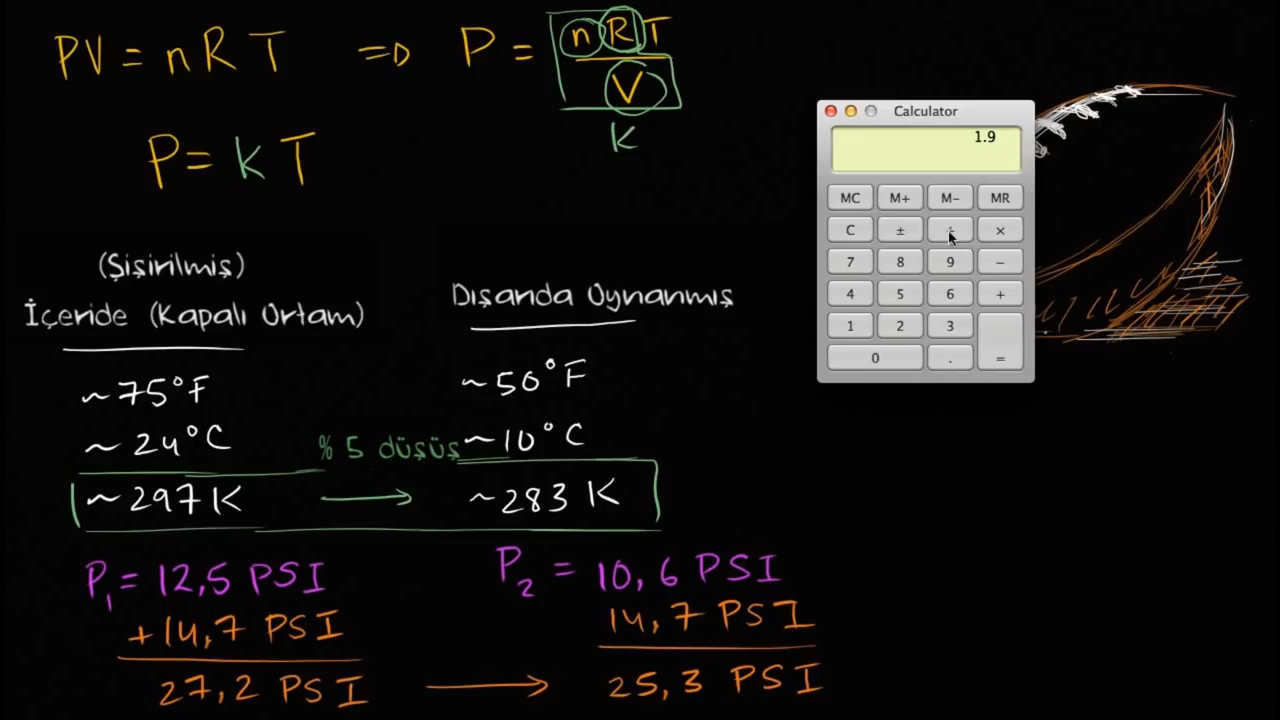 PV = nRT ⇒ P = nRT / V
K
P = kT
(Şişirilmiş)
İçeride (Kapalı Ortam)
Dışarıda Oynanmış
~75°F
~50°F
~24°C
% 5 düşüş
~10°C
~297K
~283 K
P₁ = 12,5 PSI
P₂ = 10,6 PSI
+14,7 PSI
14,7 PSI
27,2 PSI
25,3 PSI
Calculator
1.9
MC M+ M- MR
C ± ÷ ×
7 8 9 −
4 5 6 +
1 2 3
0 . =